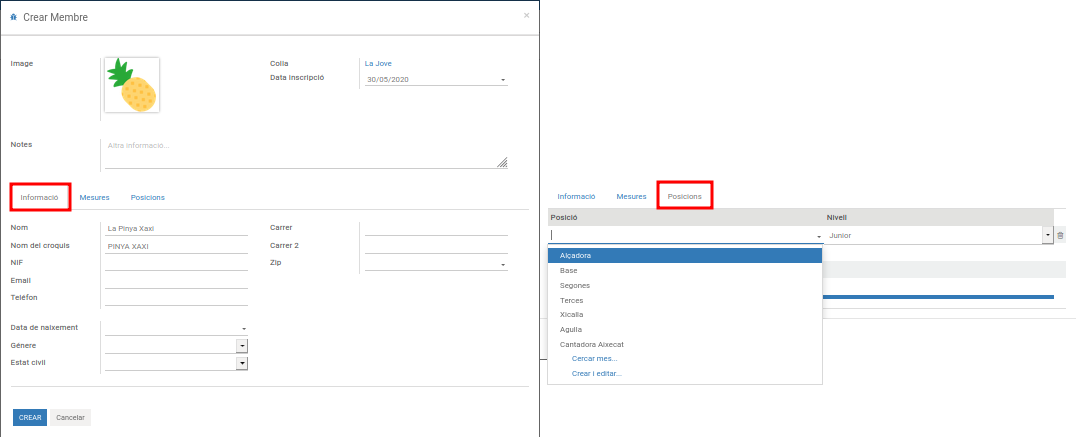 Crear Membre
×
Image
Colla La Jove
Data inscripció 30/05/2020
Notes Altra informació...
Informació Mesures Posicions
Nom La Pinya Xaxi
Carrer
Nom del croquis PINYA XAXI
Carrer 2
NIF
Zip
Email
Telèfon
Data de naixement
Gènere
Estat civil
CREAR Cancelar
Informació Mesures Posicions
Posició Nivell
Junior
Alçadora
Base
Segones
Terces
Xicalla
Agulla
Cantadora Aixecat
Cercar mes...
Crear i editar...